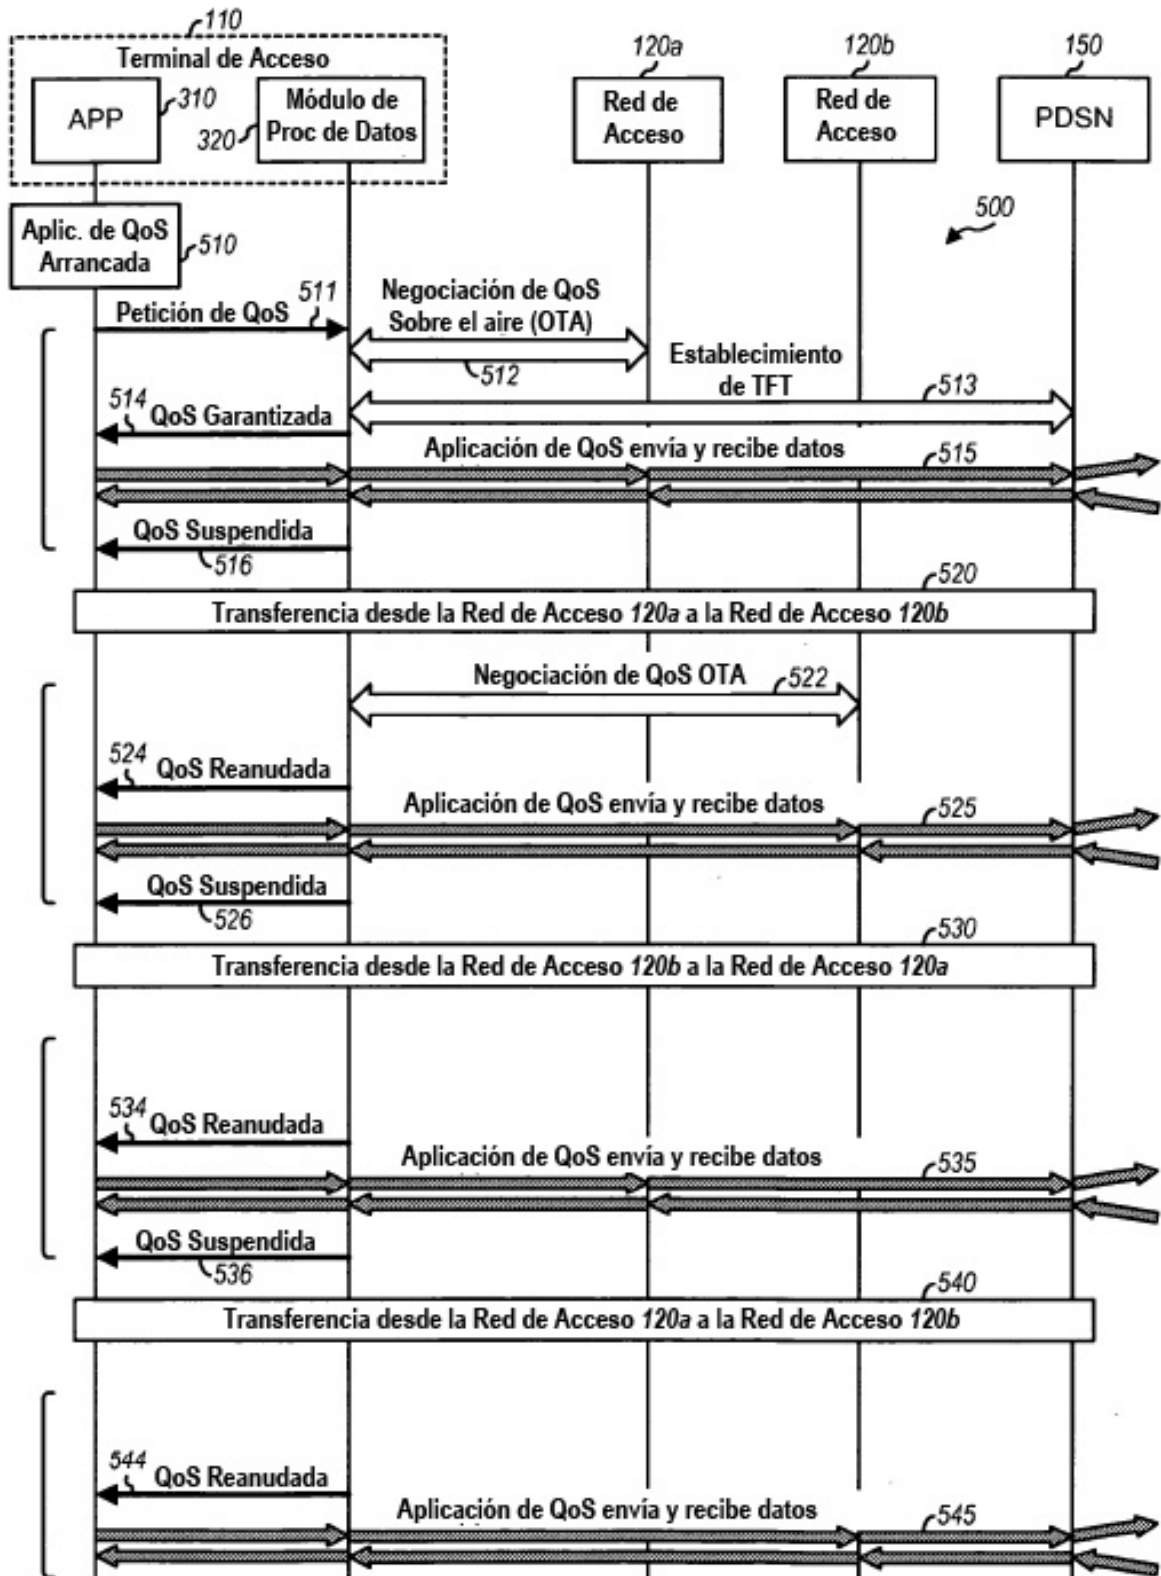 110
Terminal de Acceso
120a
120b
150
APP
310
Módulo de
Proc de Datos
320
Red de
Acceso
Red de
Acceso
PDSN
Aplic. de QoS
Arrancada
510
500
Petición de QoS
511
Negociación de QoS
Sobre el aire (OTA)
512
Establecimiento
de TFT
513
514
QoS Garantizada
Aplicación de QoS envía y recibe datos
515
QoS Suspendida
516
520
Transferencia desde la Red de Acceso 120a a la Red de Acceso 120b
Negociación de QoS OTA
522
524
QoS Reanudada
Aplicación de QoS envía y recibe datos
525
QoS Suspendida
526
530
Transferencia desde la Red de Acceso 120b a la Red de Acceso 120a
534
QoS Reanudada
Aplicación de QoS envía y recibe datos
535
QoS Suspendida
536
540
Transferencia desde la Red de Acceso 120a a la Red de Acceso 120b
544
QoS Reanudada
Aplicación de QoS envía y recibe datos
545